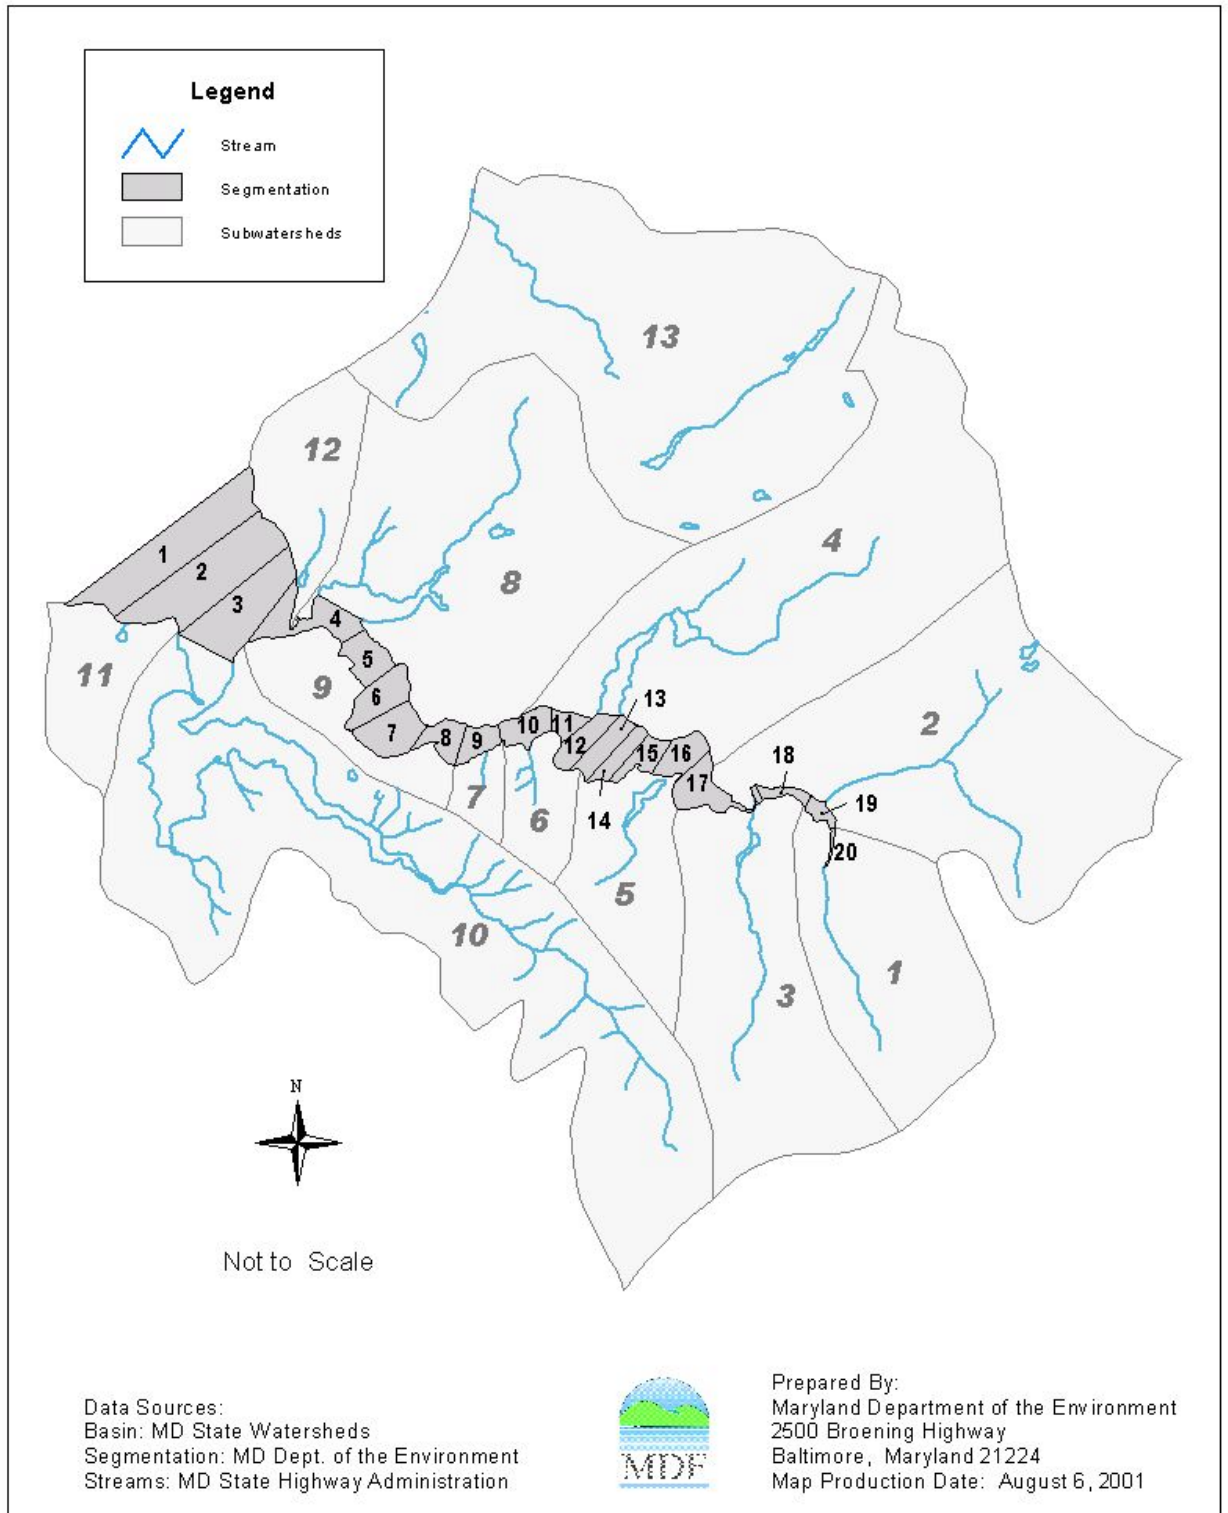 Legend
Stream
Segmentation
Subwatersheds
13
12
4
1
2
8
3
4
11
5
9
6
13
2
10
11
7
12
15
16
8
9
18
17
19
7
6
14
20
5
10
1
3
N
Not to Scale
Data Sources:
Basin: MD State Watersheds
Segmentation: MD Dept. of the Environment
Streams: MD State Highway Administration
MDE
Prepared By:
Maryland Department of the Environment
2500 Broening Highway
Baltimore, Maryland 21224
Map Production Date: August 6, 2001